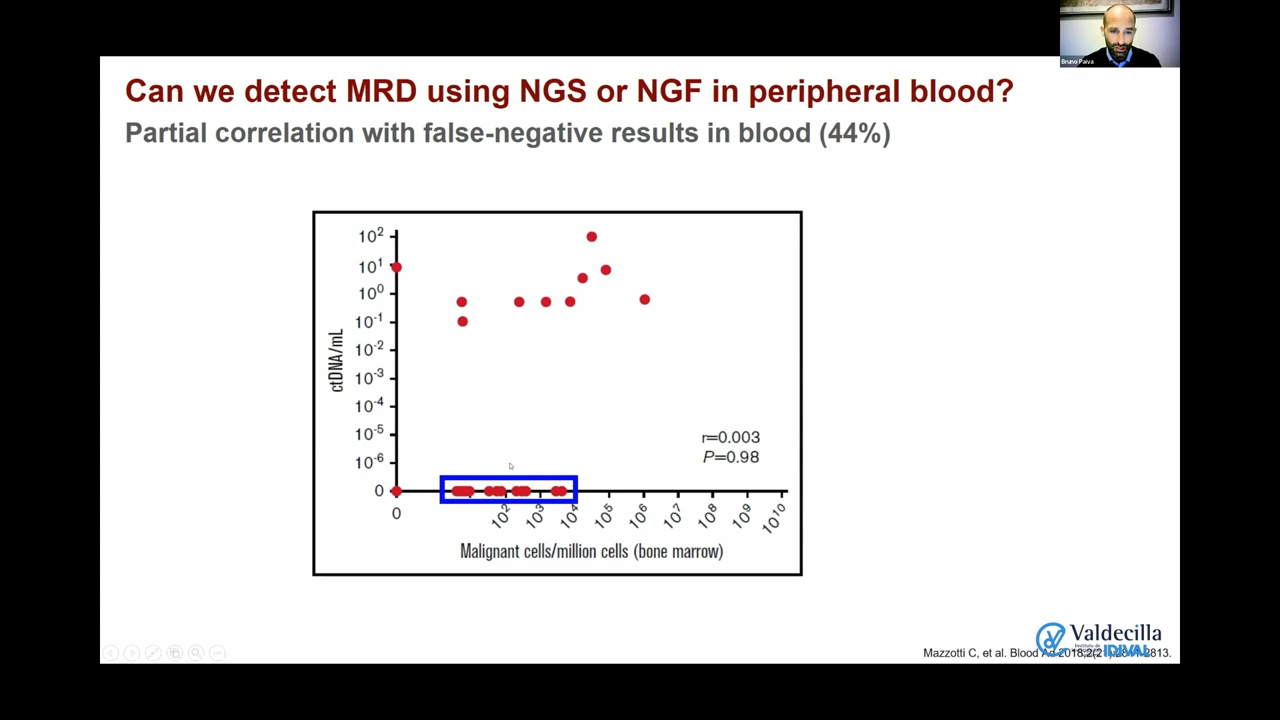 Bruno Paiva
Can we detect MRD using NGS or NGF in peripheral blood?
Partial correlation with false-negative results in blood (44%)
10²
10¹
10⁰
10⁻¹
10⁻²
10⁻³
10⁻⁴
10⁻⁵
10⁻⁶
0
ctDNA/mL
r=0.003
P=0.98
0
10² 10³ 10⁴ 10⁵ 10⁶ 10⁷ 10⁸ 10⁹ 10¹⁰
Malignant cells/million cells (bone marrow)
Valdecilla
IDIVAL
Mazzotti C, et al. Blood Ad 2018;2(21):2811-2813.